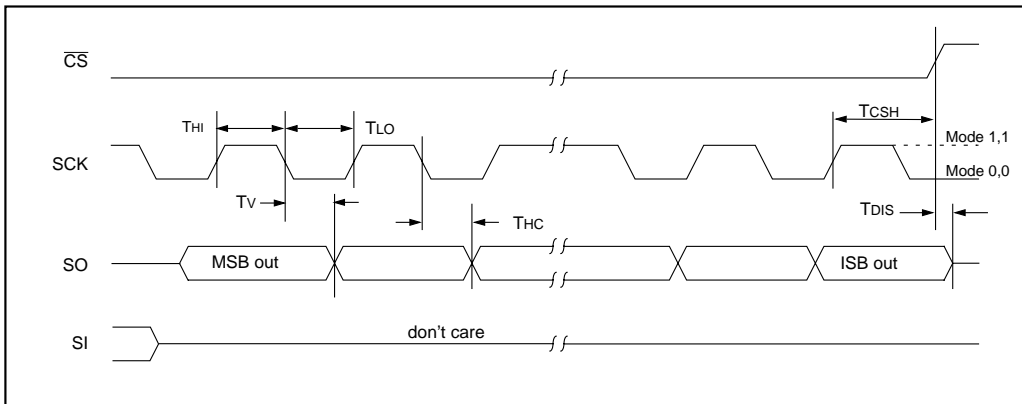 CS
THI
TLO
TCSH
Mode 1,1
SCK
Mode 0,0
TV
THC
TDIS
SO
MSB out
ISB out
SI
don't care